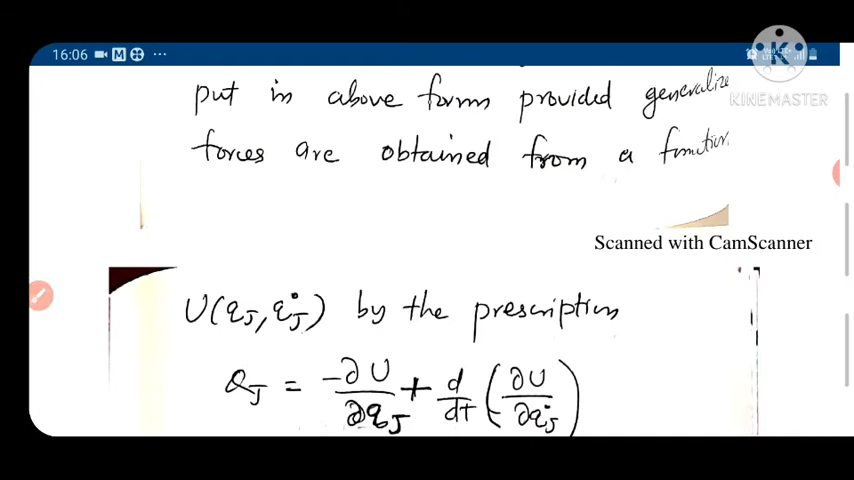 16:06 M ...
KINEMASTER
put in above form provided generalize
forces are obtained from a function
Scanned with CamScanner
U(qJ, q̇J) by the prescription
QJ = -∂U/∂qJ + d/dt (∂U/∂q̇J)